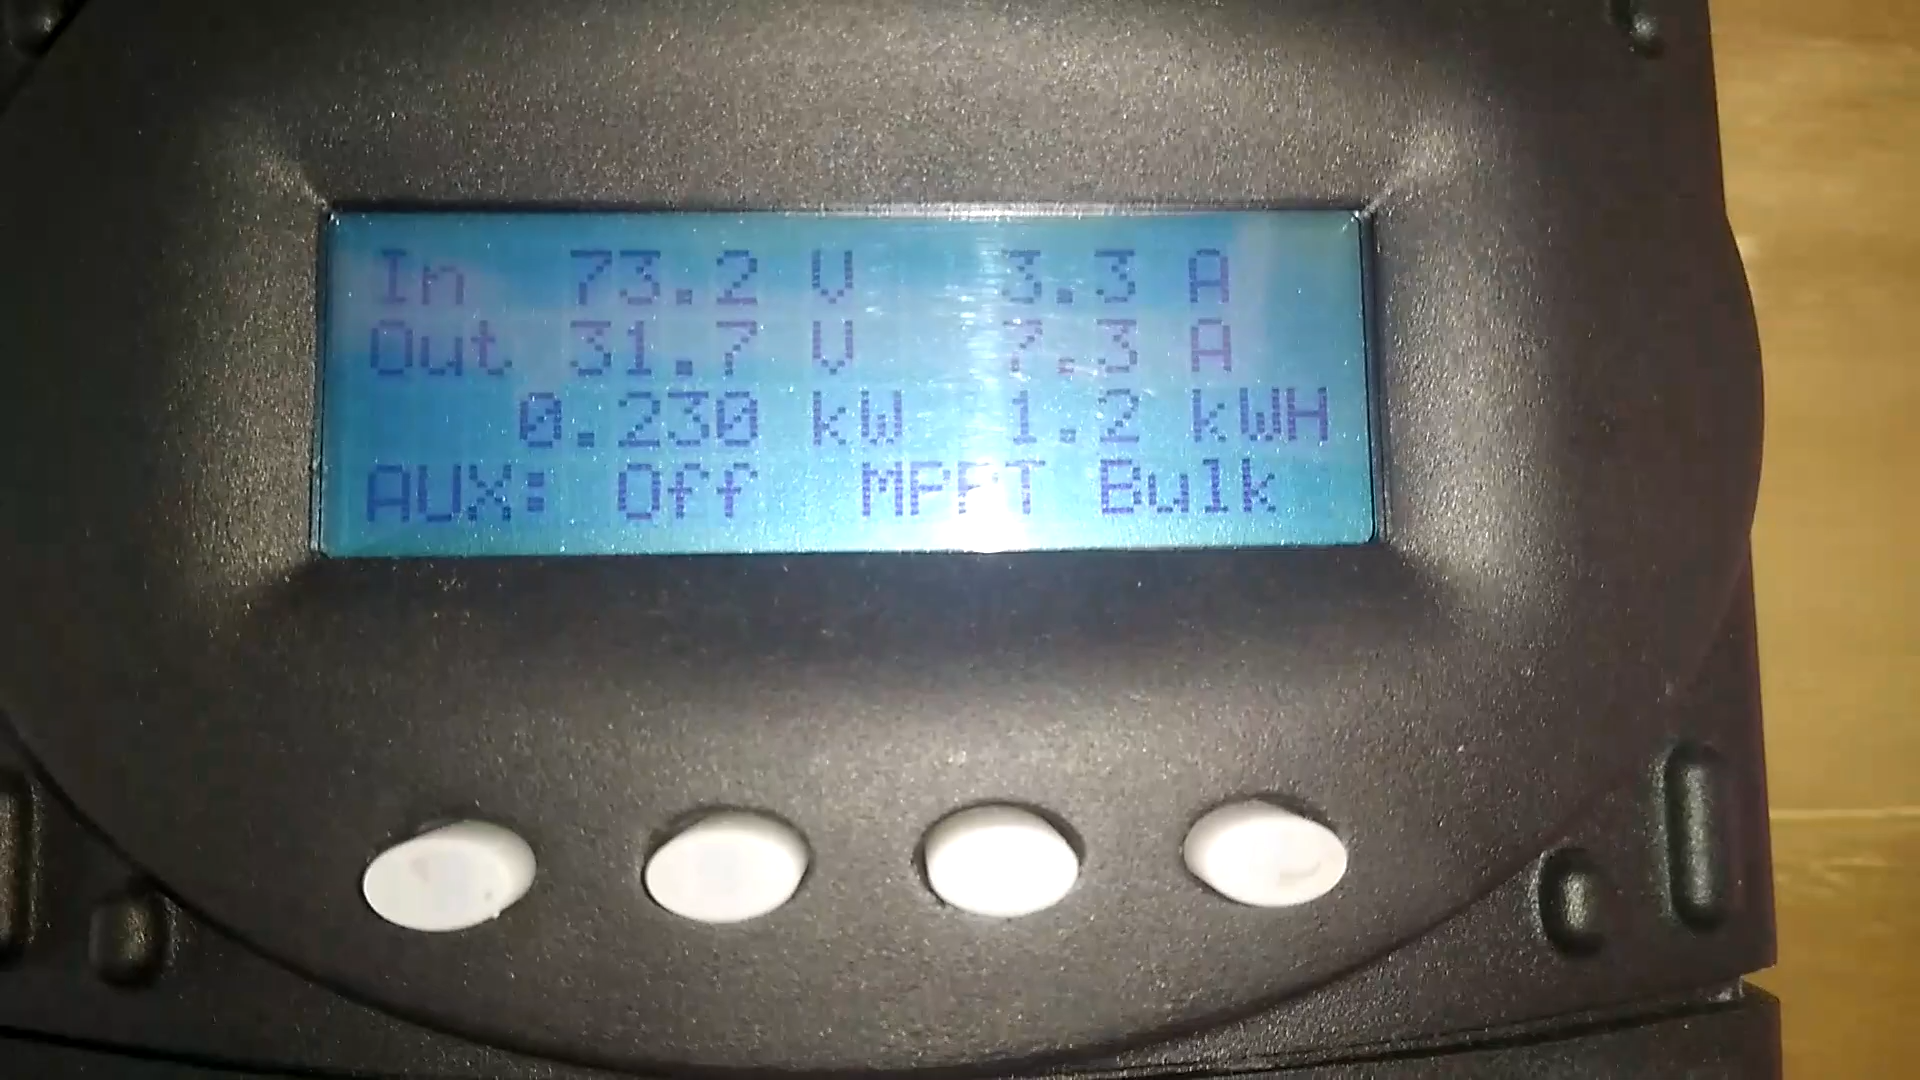 In 73.2 V 3.3 A
Out 31.7 V 7.3 A
0.230 kW 1.2 kWH
AUX: Off MPPT Bulk